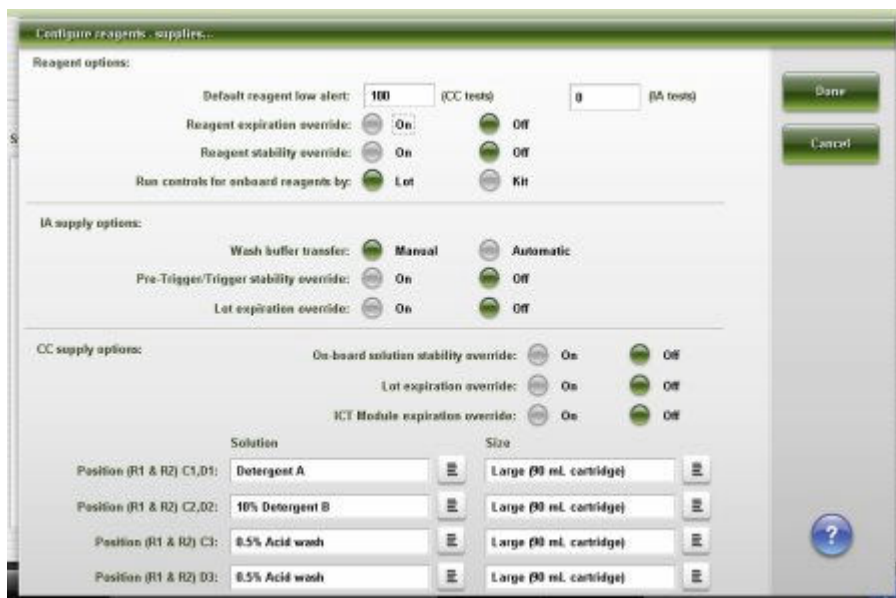 Configure reagents - supplies...
Reagent options:
Done
Default reagent low alert: 100 (CC tests) 0 (IA tests)
Reagent expiration override: On Off
Cancel
Reagent stability override: On Off
Run controls for onboard reagents by: Lot Kit
IA supply options:
Wash buffer transfer: Manual Automatic
Pre-Trigger/Trigger stability override: On Off
Lot expiration override: On Off
CC supply options:
On-board solution stability override: On Off
Lot expiration override: On Off
ICT Module expiration override: On Off
Solution Size
Position (R1 & R2) C1,D1: Detergent A Large (90 mL cartridge)
Position (R1 & R2) C2,D2: 10% Detergent B Large (90 mL cartridge)
Position (R1 & R2) C3: 0.5% Acid wash Large (90 mL cartridge)
?
Position (R1 & R2) D3: 0.5% Acid wash Large (90 mL cartridge)